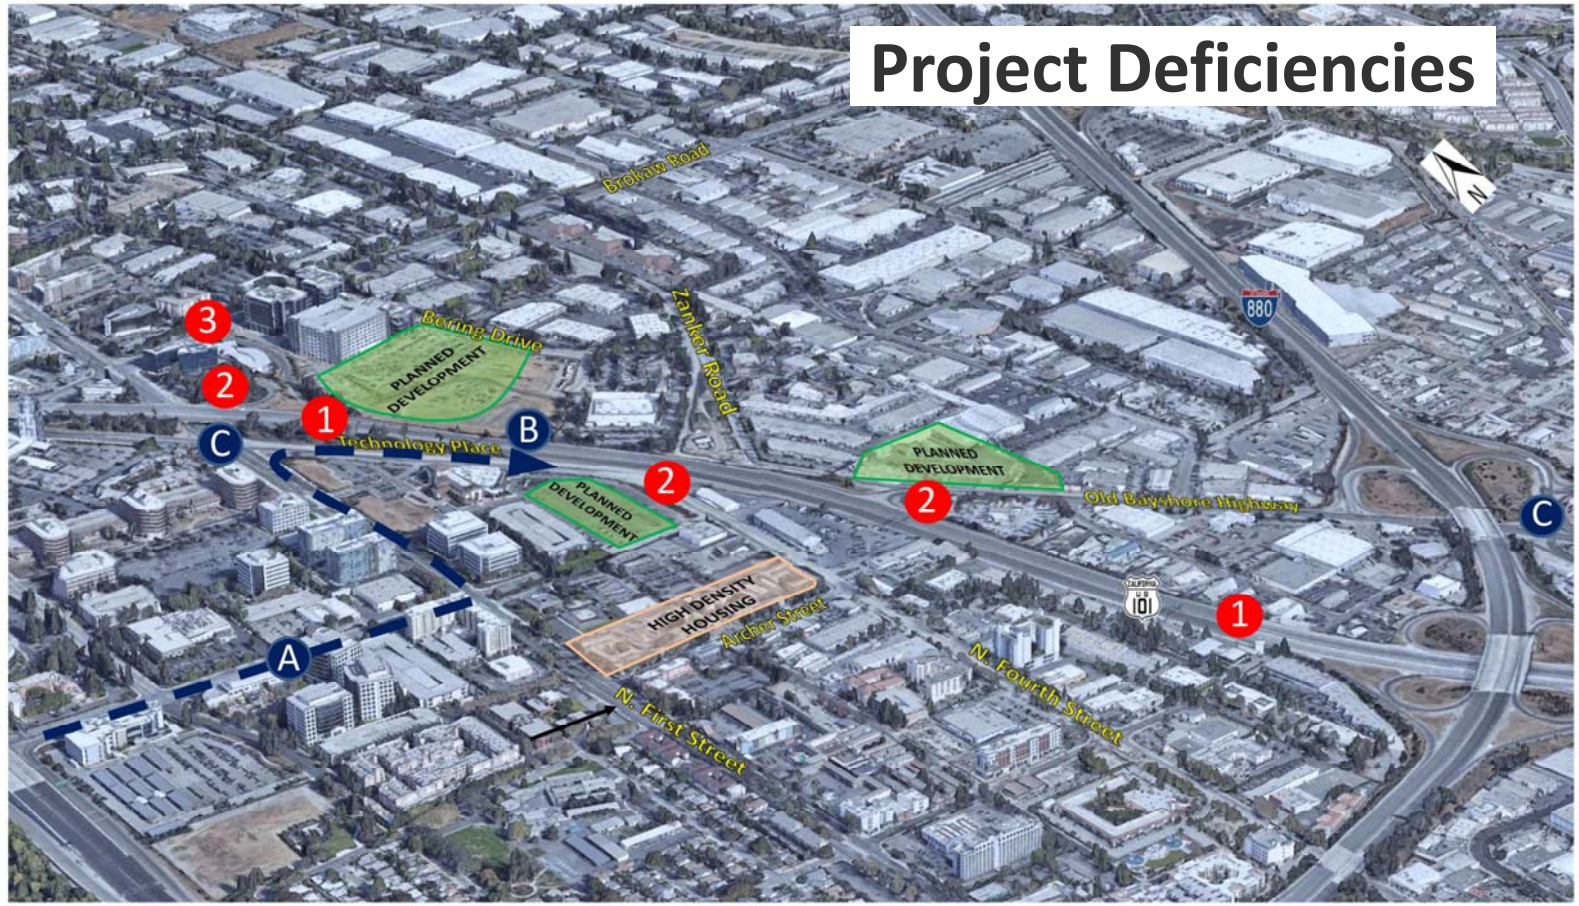 Project Deficiencies
Brokaw Road
N
880
Zanker Road
3
Bering Drive
PLANNED
DEVELOPMENT
2
1
C
Technology Place
B
PLANNED
DEVELOPMENT
2
PLANNED
DEVELOPMENT
2
Old Bayshore Highway
C
HIGH DENSITY
HOUSING
Archer Street
CALIFORNIA
U S
101
1
A
N. Fourth Street
N. First Street